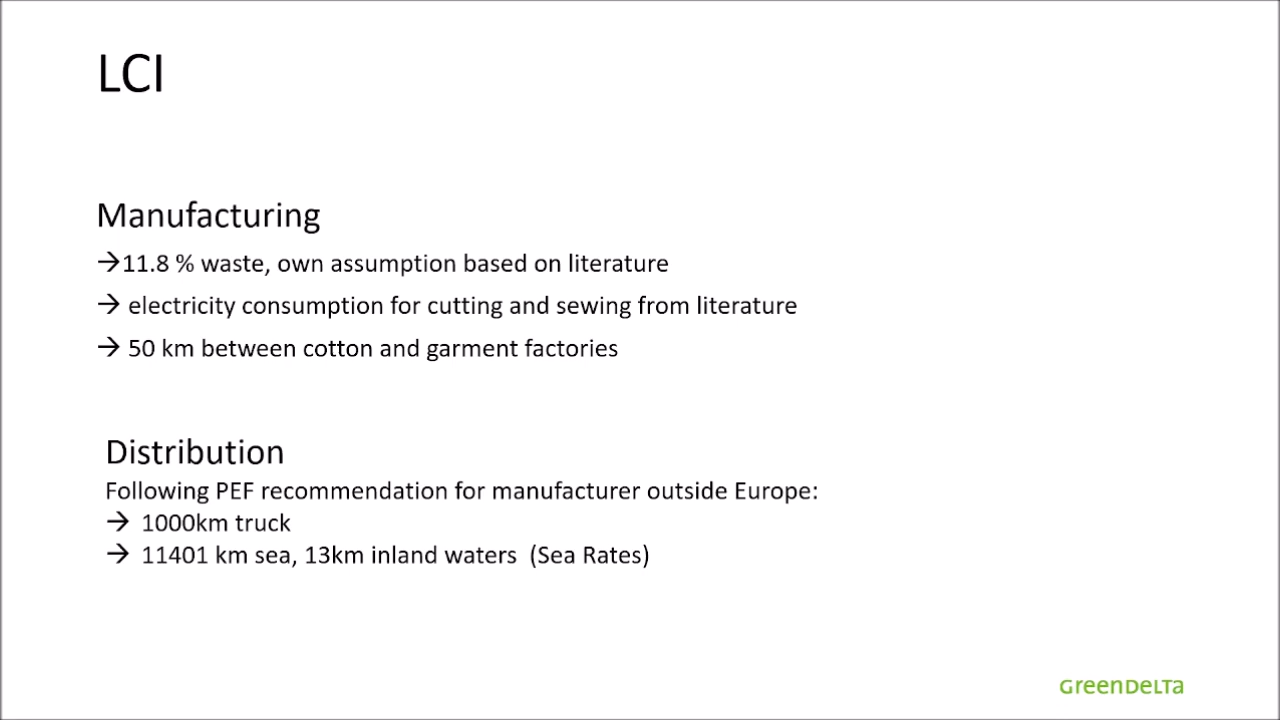 LCI
Manufacturing
→11.8 % waste, own assumption based on literature
→ electricity consumption for cutting and sewing from literature
→ 50 km between cotton and garment factories
Distribution
Following PEF recommendation for manufacturer outside Europe:
→ 1000km truck
→ 11401 km sea, 13km inland waters (Sea Rates)
GreenDelta